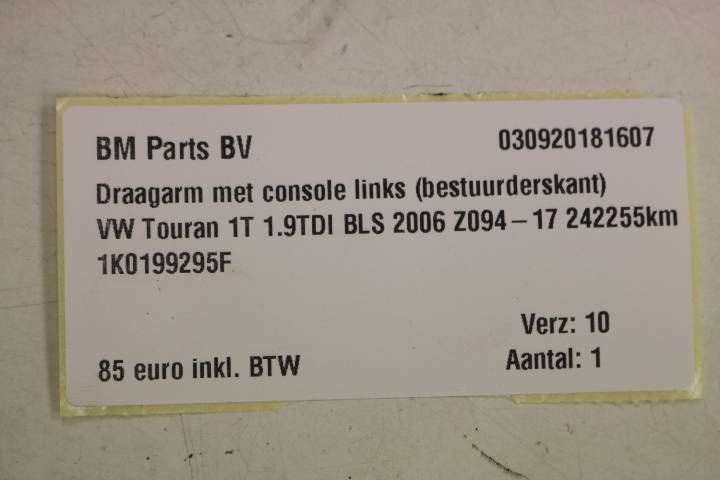 BM Parts BV 030920181607
Draagarm met console links (bestuurderskant)
VW Touran 1T 1.9TDI BLS 2006 Z094-17 242255km
1K0199295F
Verz: 10
85 euro inkl. BTW Aantal: 1